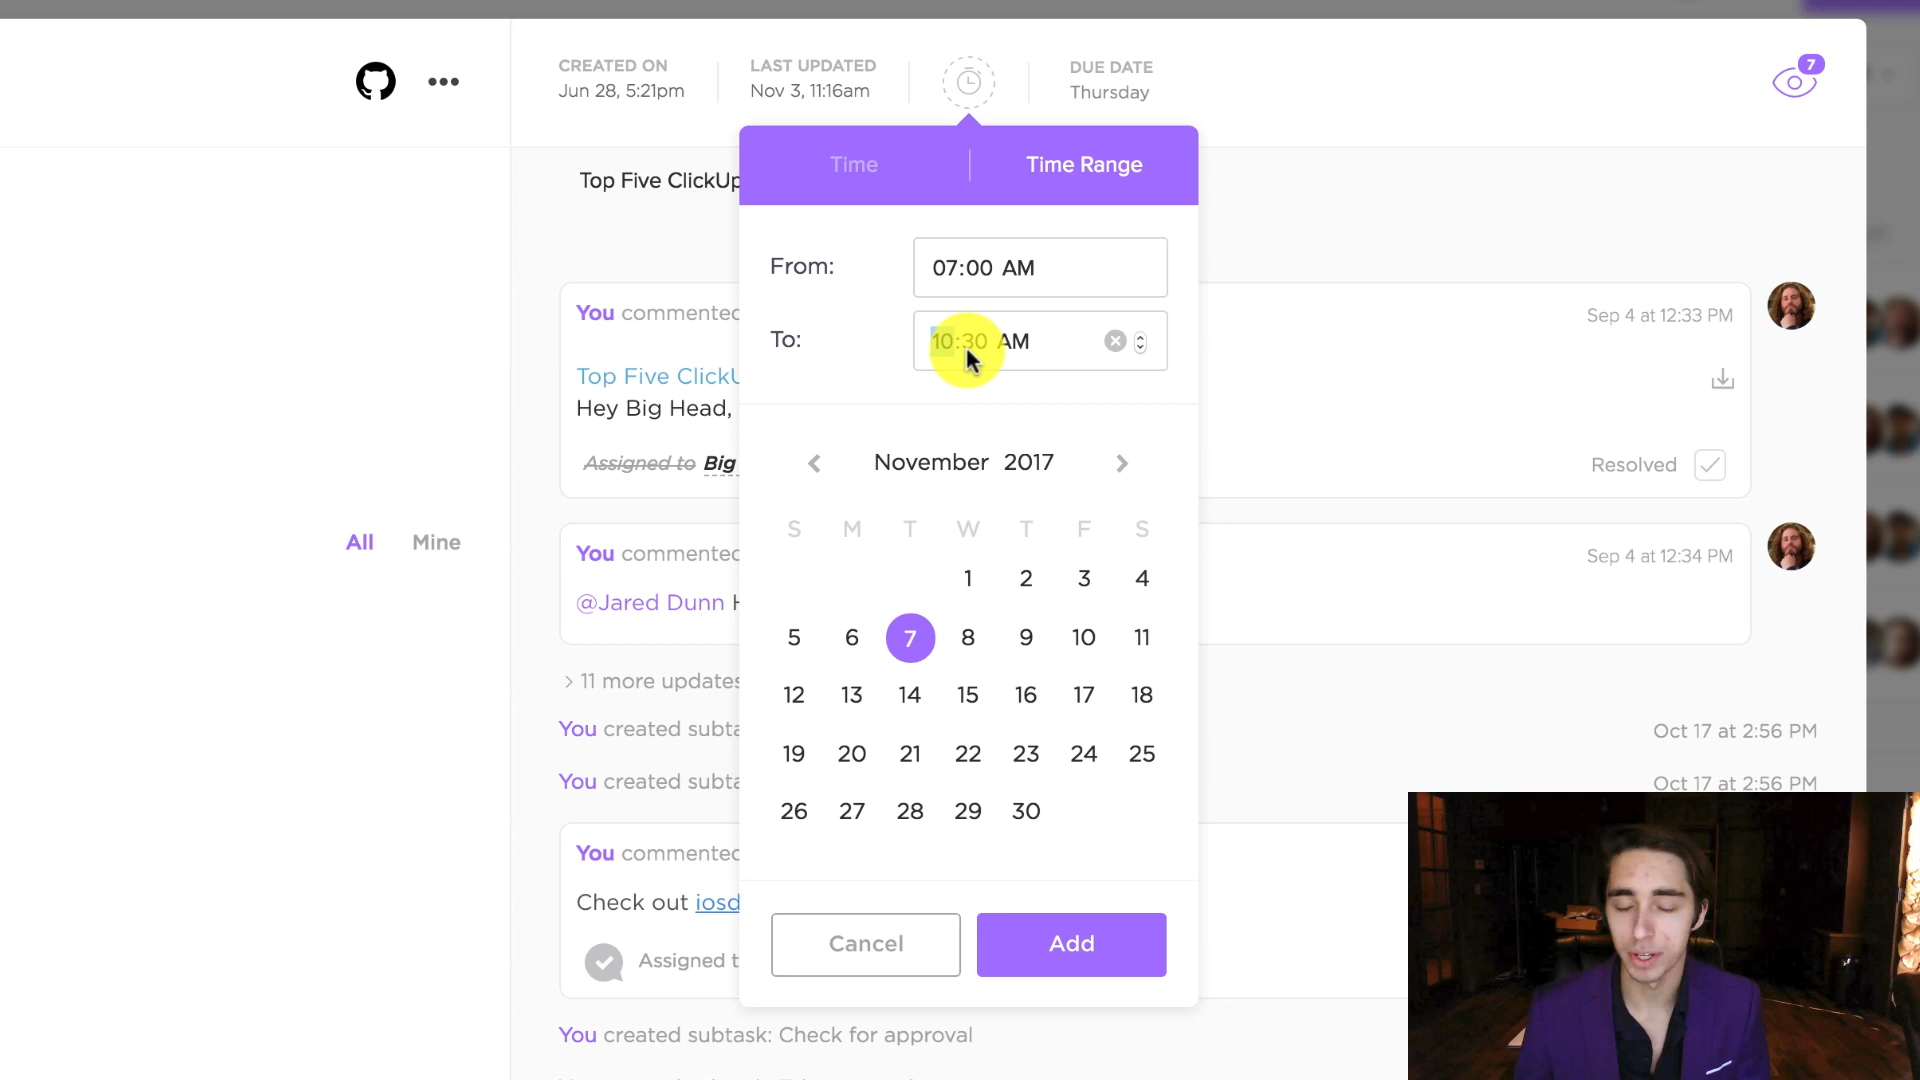 CREATED ON
Jun 28, 5:21pm
LAST UPDATED
Nov 3, 11:16am
DUE DATE
Thursday
7
Time
Time Range
Top Five ClickUp
From:
07:00 AM
To:
10:30 AM
You commented
Sep 4 at 12:33 PM
Top Five ClickU
Hey Big Head,
Assigned to Big
Resolved
November 2017
S M T W T F S
1 2 3 4
5 6 7 8 9 10 11
12 13 14 15 16 17 18
19 20 21 22 23 24 25
26 27 28 29 30
All
Mine
You commented
Sep 4 at 12:34 PM
@Jared Dunn H
> 11 more updates
You created subta
Oct 17 at 2:56 PM
You created subta
Oct 17 at 2:56 PM
You commented
Check out iosd
Assigned t
Cancel
Add
You created subtask: Check for approval